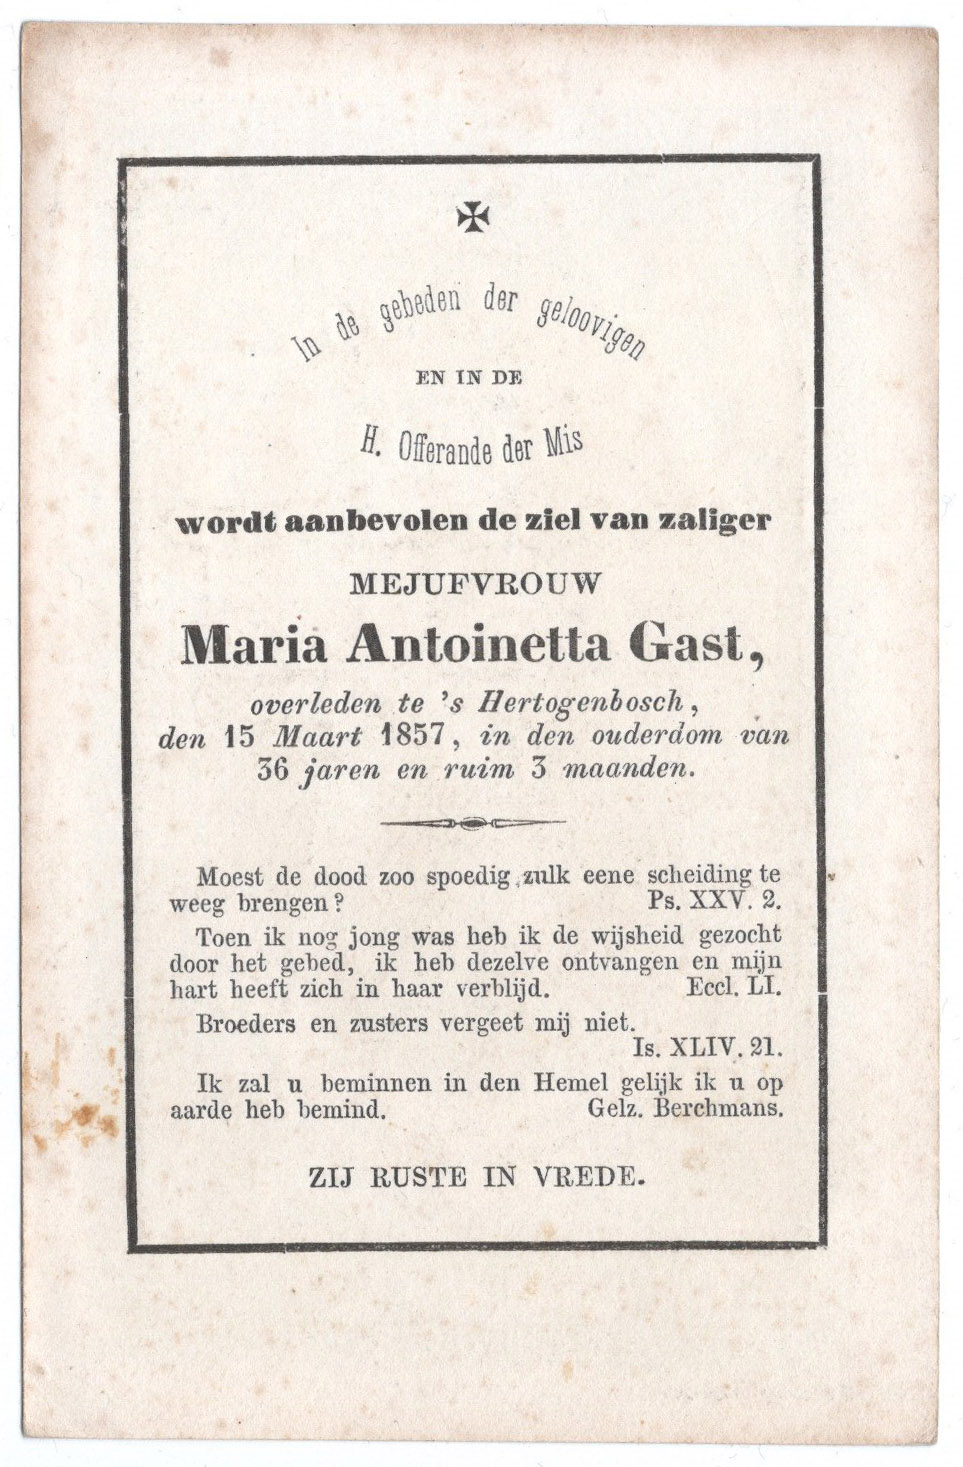 In de gebeden der geloovigen
EN IN DE
H. Offerande der Mis
wordt aanbevolen de ziel van zaliger
MEJUFVROUW
Maria Antoinetta Gast,
overleden te 's Hertogenbosch,
den 15 Maart 1857, in den ouderdom van
36 jaren en ruim 3 maanden.
Moest de dood zoo spoedig zulk eene scheiding te
weeg brengen? Ps. XXV. 2.
Toen ik nog jong was heb ik de wijsheid gezocht
door het gebed, ik heb dezelve ontvangen en mijn
hart heeft zich in haar verblijd. Eccl. LI.
Broeders en zusters vergeet mij niet.
Is. XLIV. 21.
Ik zal u beminnen in den Hemel gelijk ik u op
aarde heb bemind. Gelz. Berchmans.
ZIJ RUSTE IN VREDE.